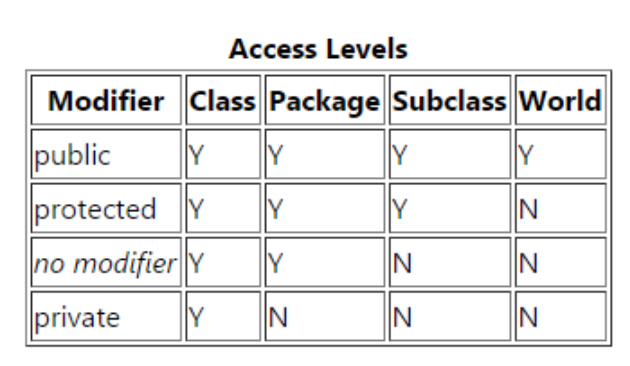 Access Levels
Modifier Class Package Subclass World
public Y Y Y Y
protected Y Y Y N
no modifier Y Y N N
private Y N N N